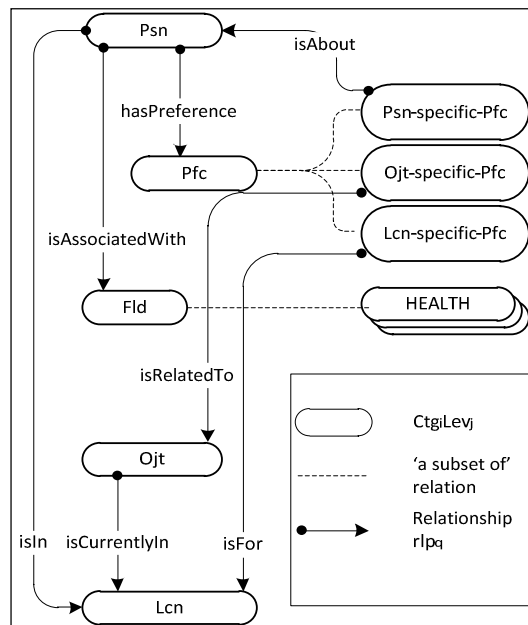 Psn
isAbout
Psn-specific-Pfc
hasPreference
Pfc
Ojt-specific-Pfc
Lcn-specific-Pfc
isAssociatedWith
Fld
HEALTH
isRelatedTo
CtgiLevj
Ojt
'a subset of'
relation
Relationship
rlpq
isIn
isCurrentlyIn
isFor
Lcn